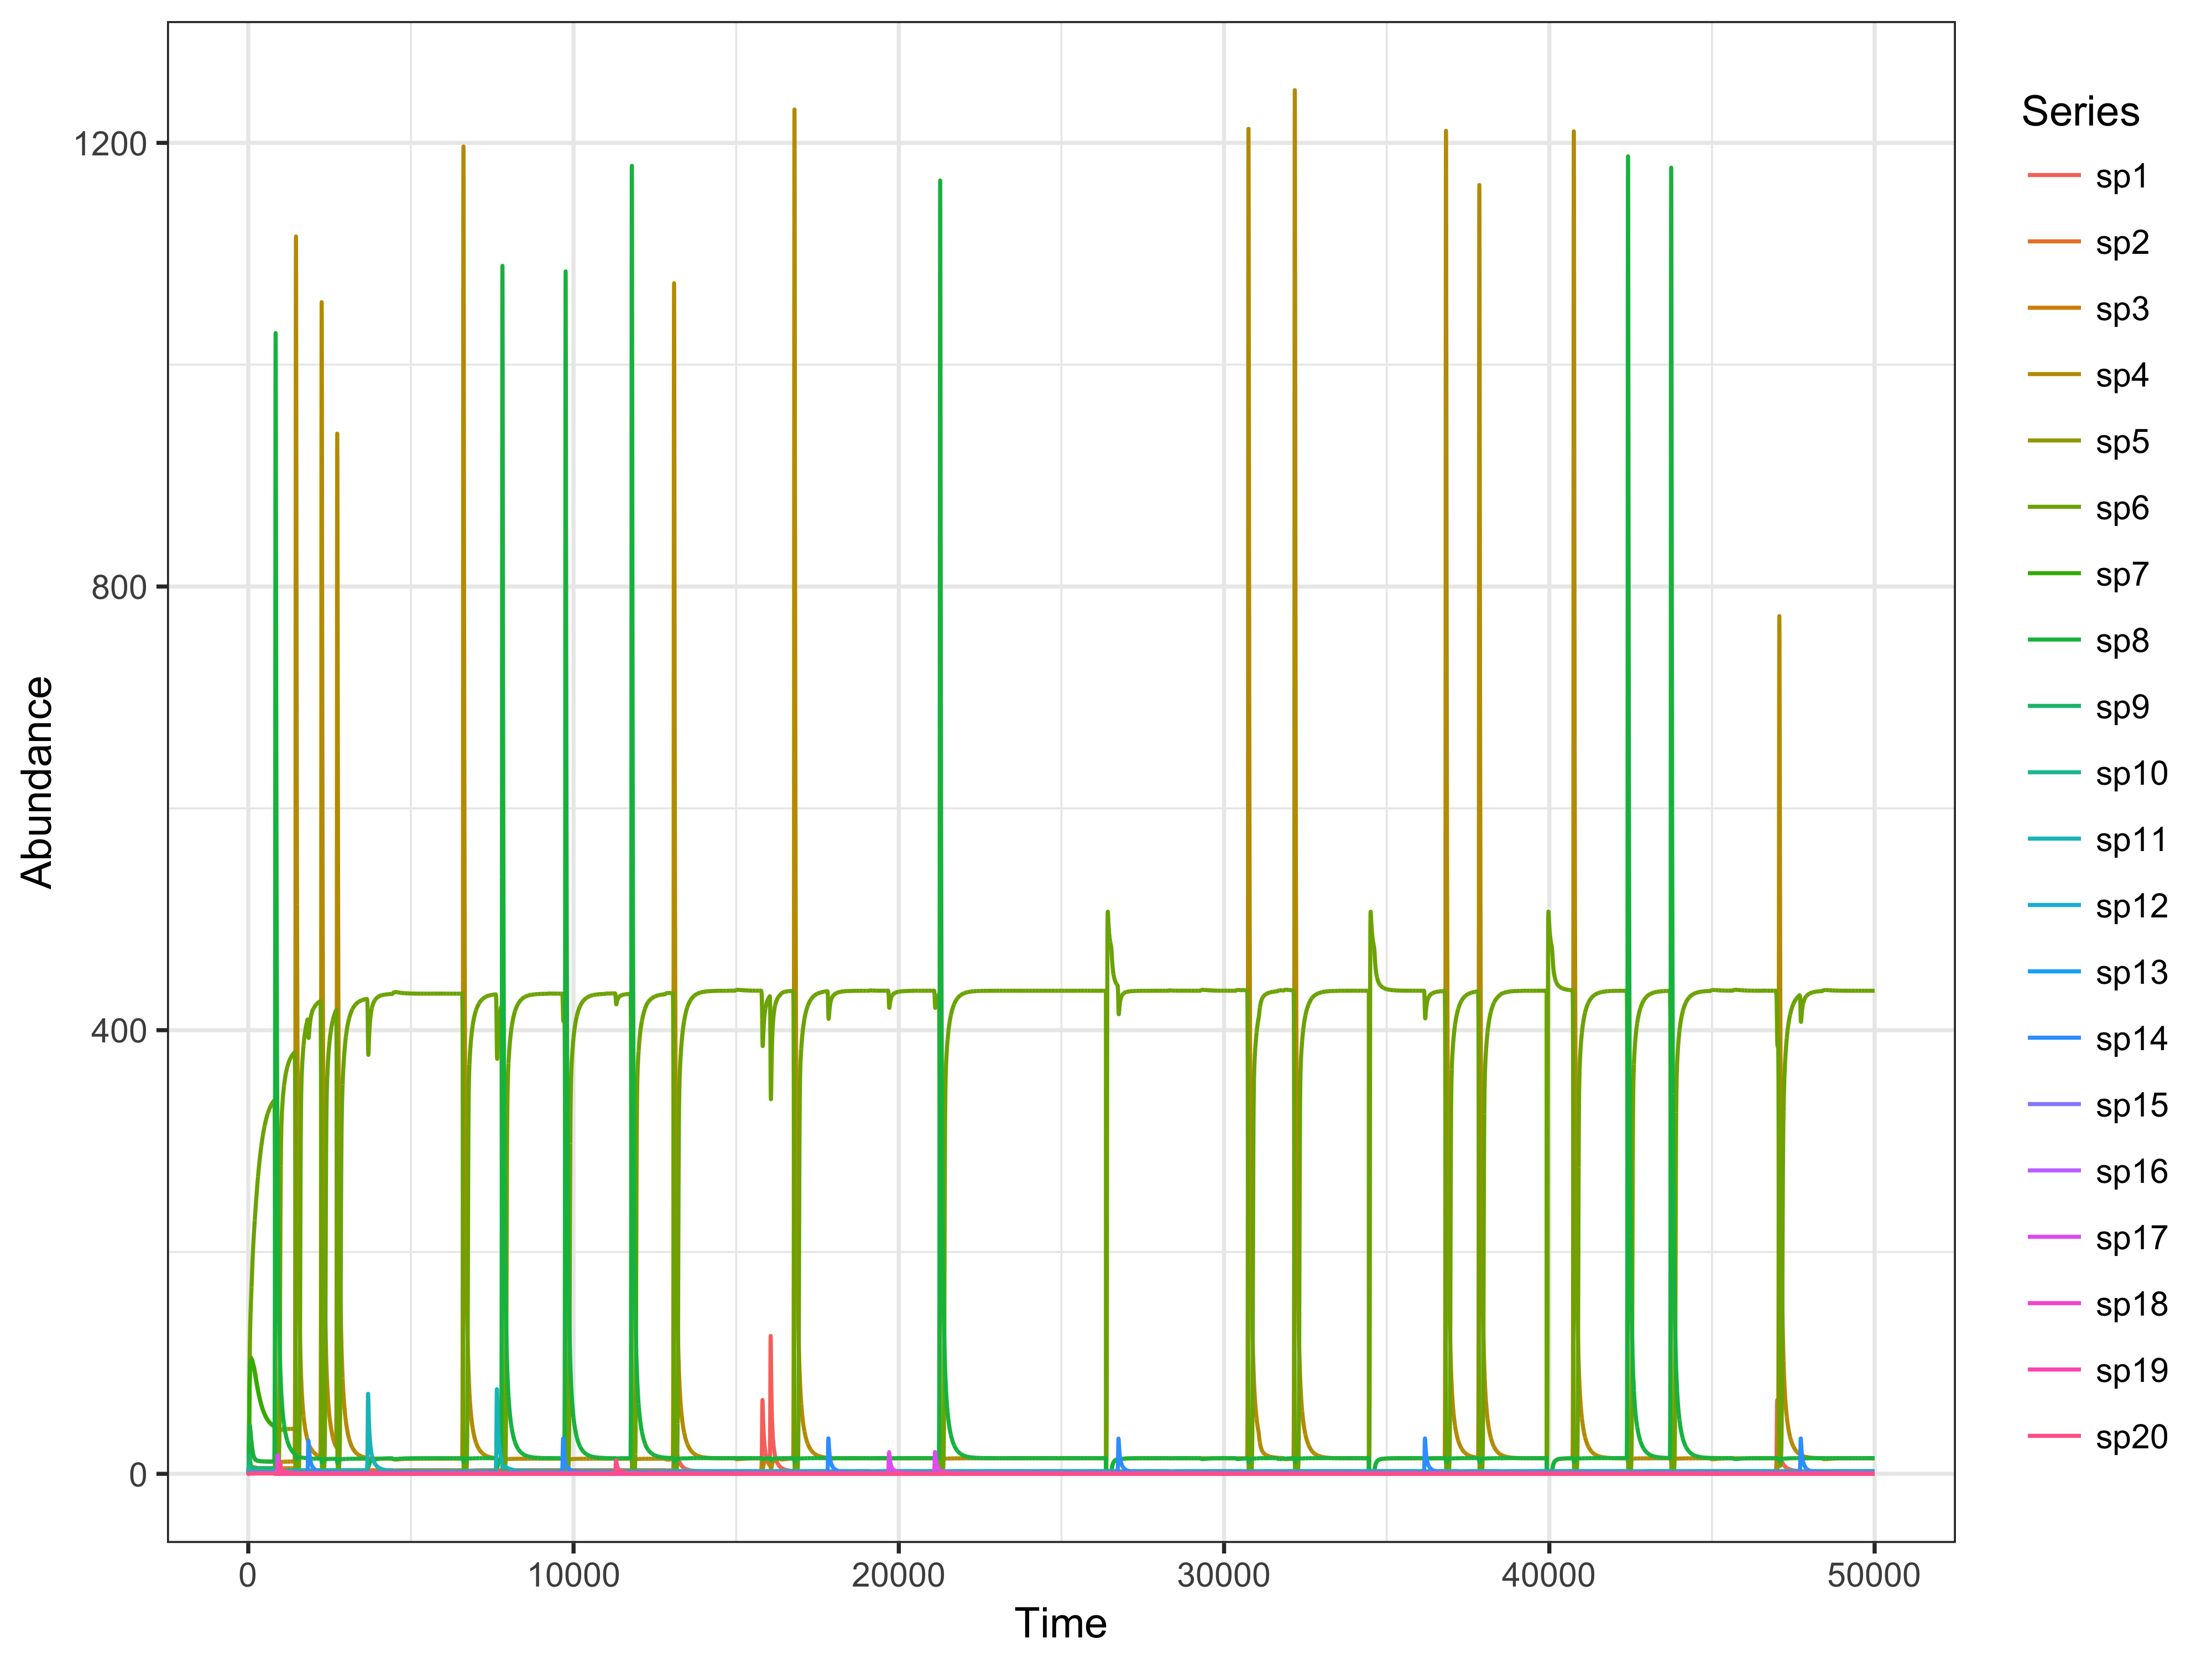 1200
800
400
0
Abundance
0
10000
20000
30000
40000
50000
Time
Series
sp1
sp2
sp3
sp4
sp5
sp6
sp7
sp8
sp9
sp10
sp11
sp12
sp13
sp14
sp15
sp16
sp17
sp18
sp19
sp20